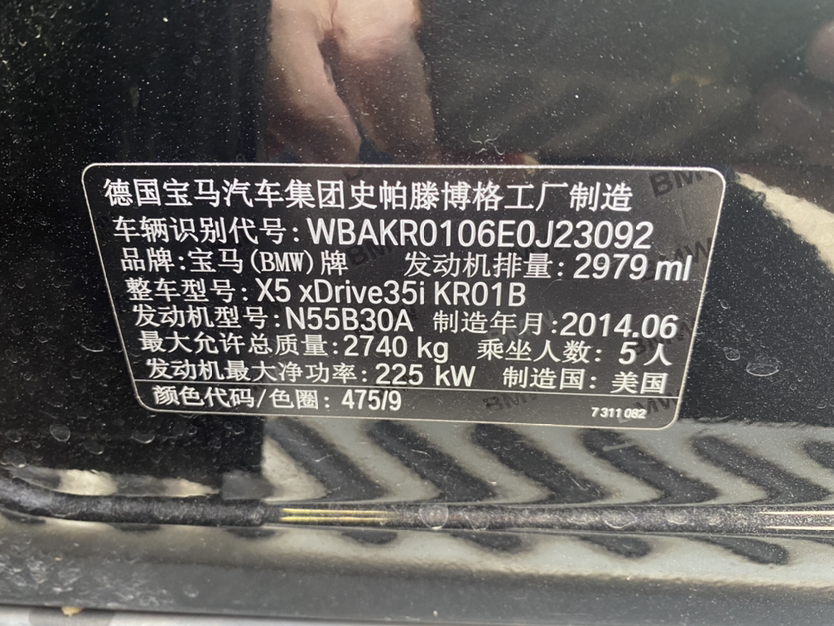 德国宝马汽车集团史帕滕博格工厂制造
车辆识别代号: WBAKR0106E0J23092
品牌: 宝马(BMW)牌 发动机排量: 2979 ml
整车型号: X5 xDrive35i KR01B
发动机型号: N55B30A 制造年月: 2014.06
最大允许总质量: 2740 kg 乘坐人数: 5人
发动机最大净功率: 225 kW 制造国: 美国
颜色代码/色圈: 475/9
7 311 082